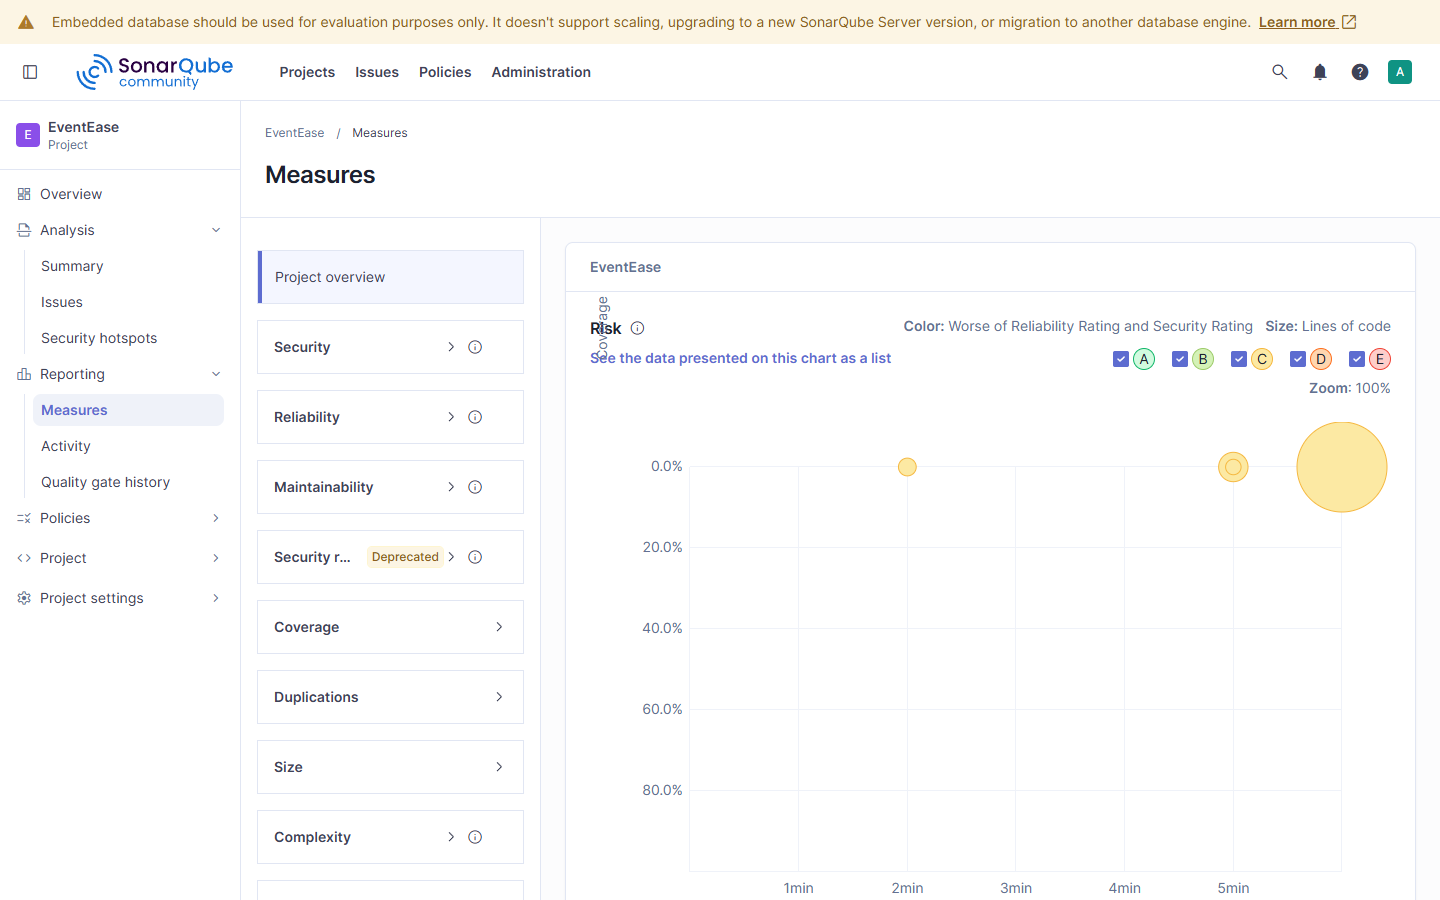 Embedded database should be used for evaluation purposes only. It doesn't support scaling, upgrading to a new SonarQube Server version, or migration to another database engine. Learn more
SonarQube community
Projects Issues Policies Administration
A
E
EventEase
Project
Overview
Analysis
Summary
Issues
Security hotspots
Reporting
Measures
Activity
Quality gate history
Policies
Project
Project settings
EventEase / Measures
Measures
Project overview
Security
Reliability
Maintainability
Security r... Deprecated
Coverage
Duplications
Size
Complexity
EventEase
Risk
Coverage
Color: Worse of Reliability Rating and Security Rating Size: Lines of code
See the data presented on this chart as a list
A B C D E
Zoom: 100%
0.0%
20.0%
40.0%
60.0%
80.0%
1min 2min 3min 4min 5min